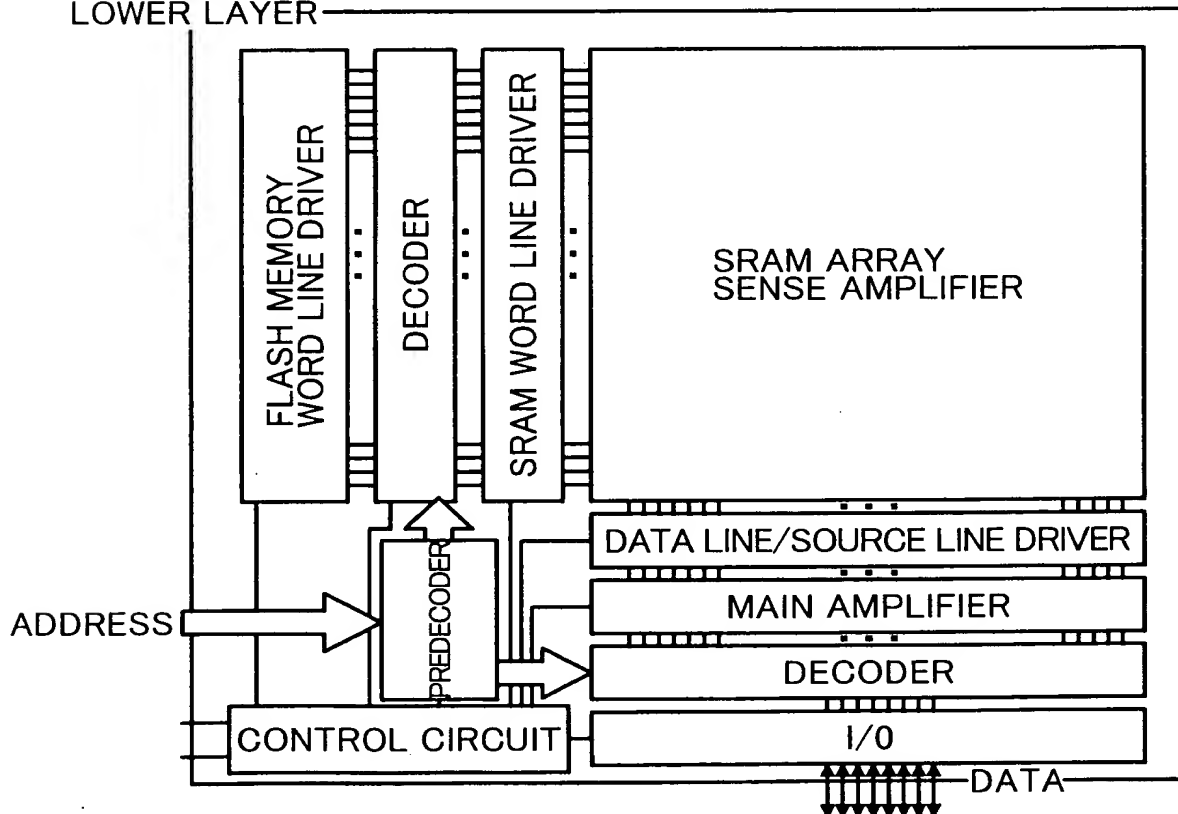 LOWER LAYER
FLASH MEMORY
WORD LINE DRIVER
DECODER
SRAM WORD LINE DRIVER
SRAM ARRAY
SENSE AMPLIFIER
DATA LINE/SOURCE LINE DRIVER
MAIN AMPLIFIER
DECODER
PREDECODER
ADDRESS
CONTROL CIRCUIT
I/O
DATA